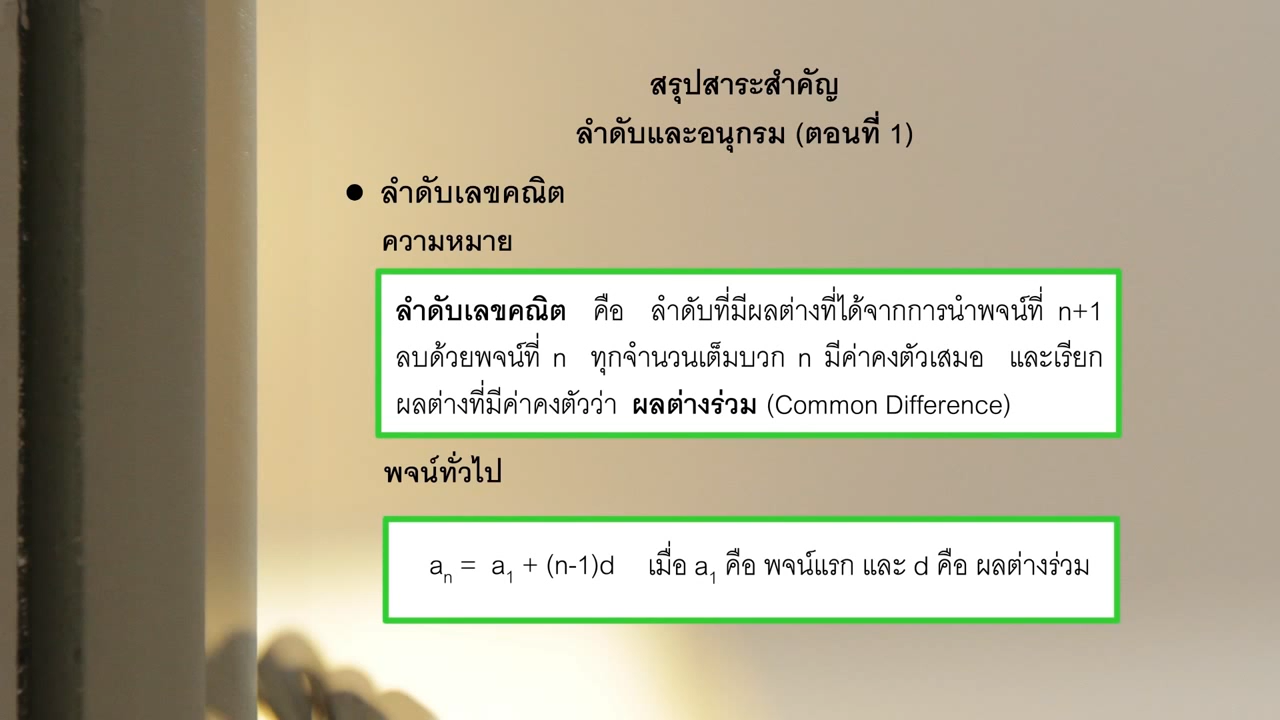 สรุปสาระสำคัญ
ลำดับและอนุกรม (ตอนที่ 1)
● ลำดับเลขคณิต
ความหมาย
ลำดับเลขคณิต คือ ลำดับที่มีผลต่างที่ได้จากการนำพจน์ที่ n+1
ลบด้วยพจน์ที่ n ทุกจำนวนเต็มบวก n มีค่าคงตัวเสมอ และเรียก
ผลต่างที่มีค่าคงตัวว่า ผลต่างร่วม (Common Difference)
พจน์ทั่วไป
aₙ = a₁ + (n-1)d เมื่อ a₁ คือ พจน์แรก และ d คือ ผลต่างร่วม